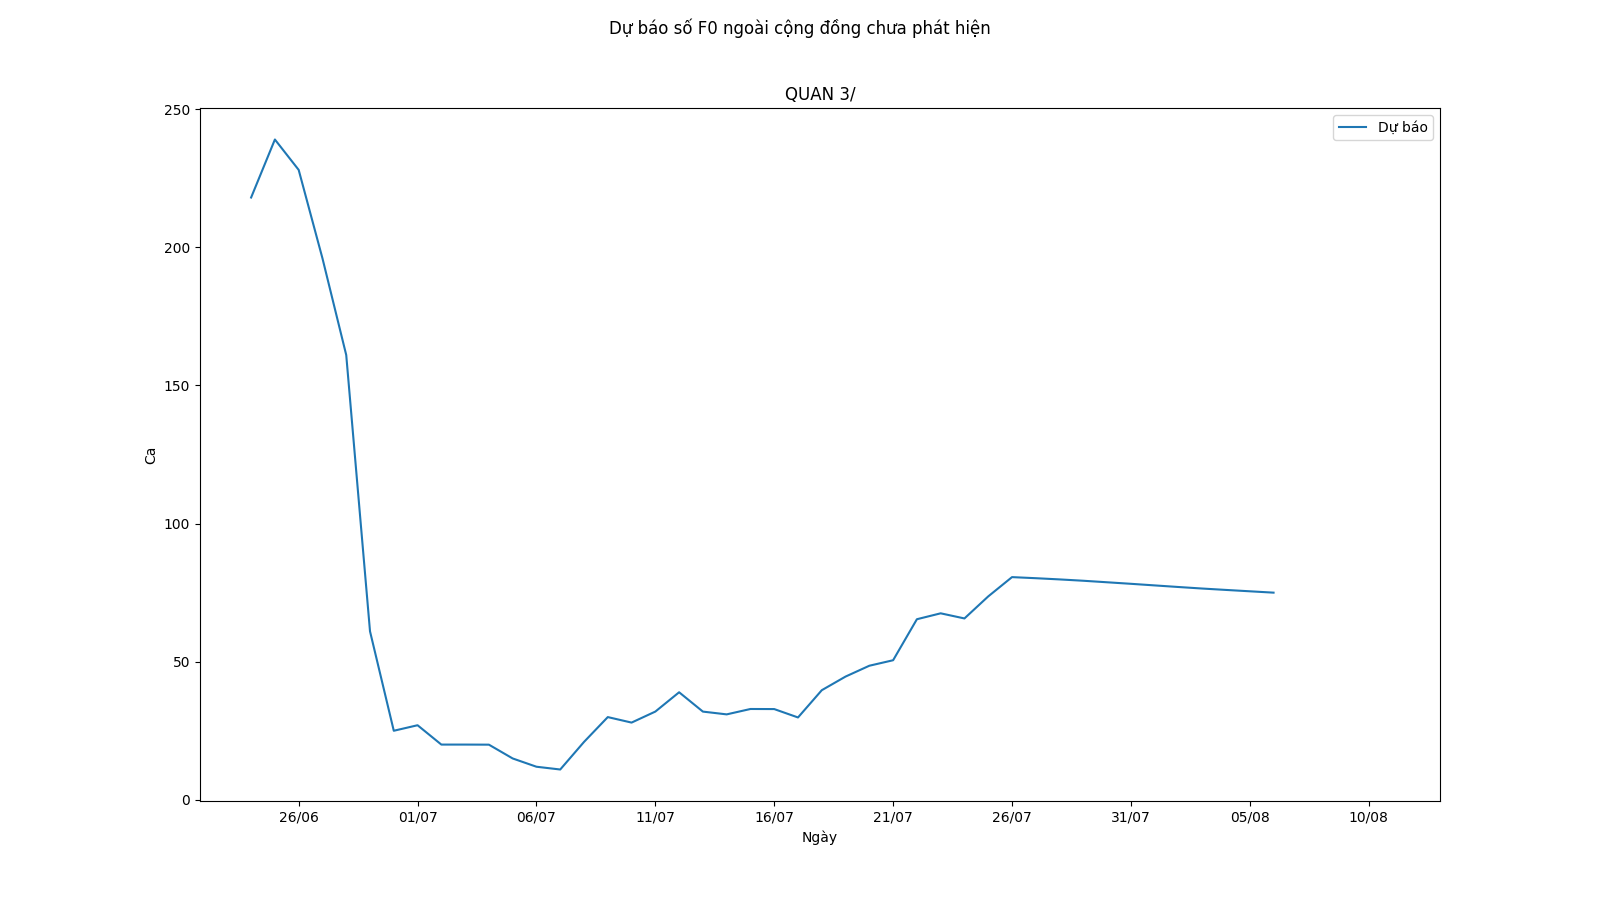 Dự báo số F0 ngoài cộng đồng chưa phát hiện
QUAN 3/
250
200
150
100
50
0
Ca
Dự báo
26/06 01/07 06/07 11/07 16/07 21/07 26/07 31/07 05/08 10/08
Ngày